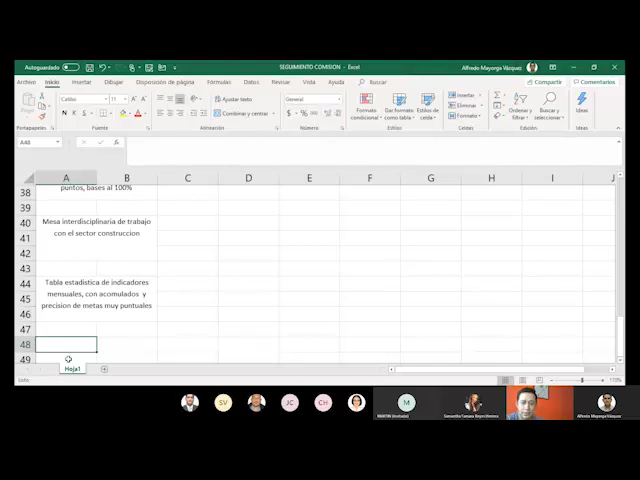 Autoguardado
SEGUIMIENTO COMISION - Excel
Alfredo Mayorga Vázquez
Archivo Inicio Insertar Dibujar Disposición de página Fórmulas Datos Revisar Vista Ayuda Buscar
Compartir Comentarios
Pegar
Calibri 11
N K S
Ajustar texto
Combinar y centrar
General
$ % 000
Formato condicional
Dar formato como tabla
Estilos de celda
Insertar
Eliminar
Formato
Ordenar y filtrar
Buscar y seleccionar
Ideas
Portapapeles Fuente Alineación Número Estilos Celdas Edición Ideas
A48
A B C D E F G H I J
38 puntos, bases al 100%
39
40 Mesa interdisciplinaria de trabajo
41 con el sector construccion
42
43
44 Tabla estadistica de indicadores
45 mensuales, con acumulados y
46 precision de metas muy puntuales
47
48
49
Hoja1
Listo
110%
SV JC CH M
MARTIN (Invitado)
Alfredo Mayorga Vázquez